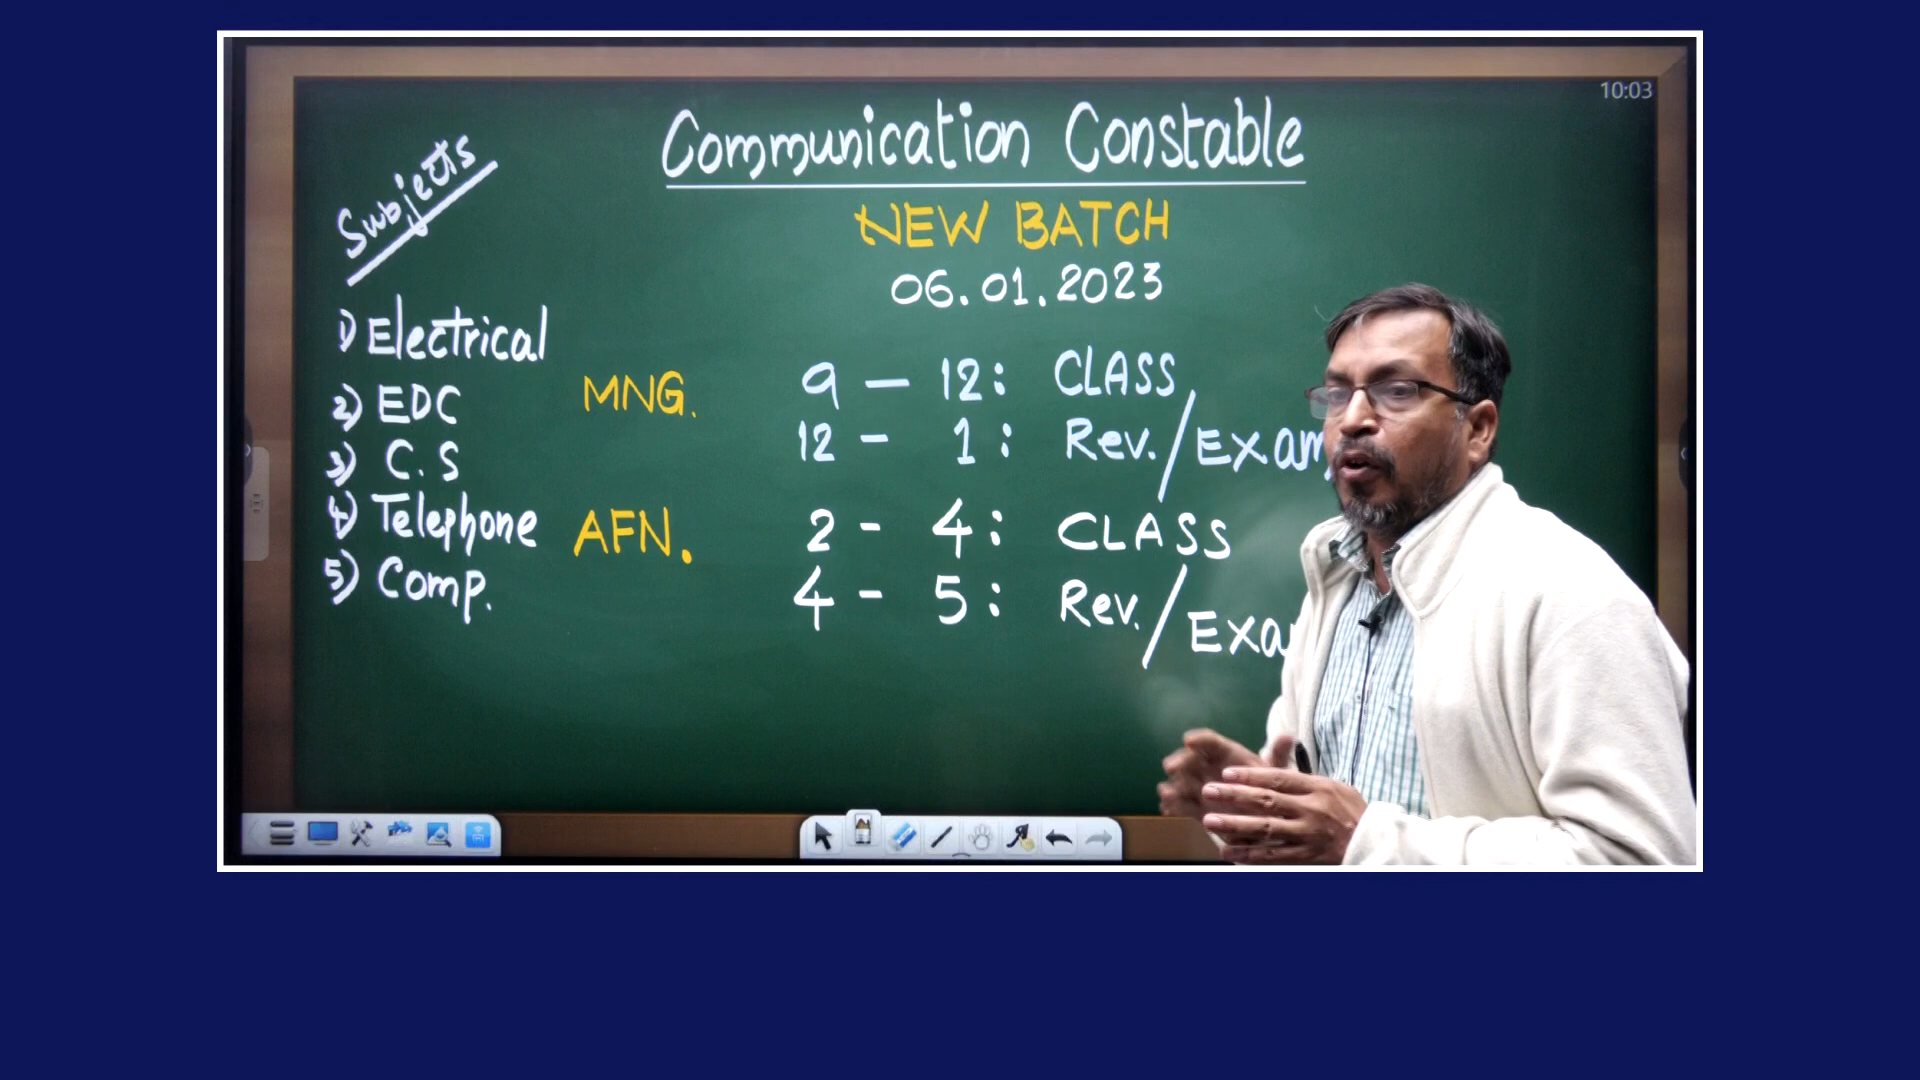 10:03
Communication Constable
NEW BATCH
06.01.2023
Subjects
1) Electrical
2) EDC
3) C.S
4) Telephone
5) Comp.
MNG.
9 — 12: CLASS
12 - 1: Rev./Exam
AFN.
2 - 4: CLASS
4 - 5: Rev./Exa